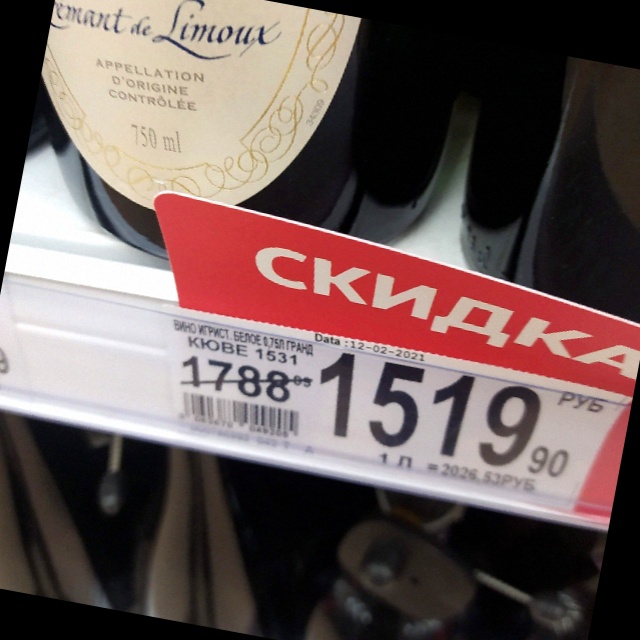 Cremant de Limoux
APPELLATION
D'ORIGINE
CONTRÔLÉE
750 ml
СКИДКА
ВИНО ИГРИСТ. БЕЛОЕ 0,75Л ГРАНД
КЮВЕ 1531
Data :12-02-2021
1788
1519 90 РУБ
1 Л = 2026.53РУБ